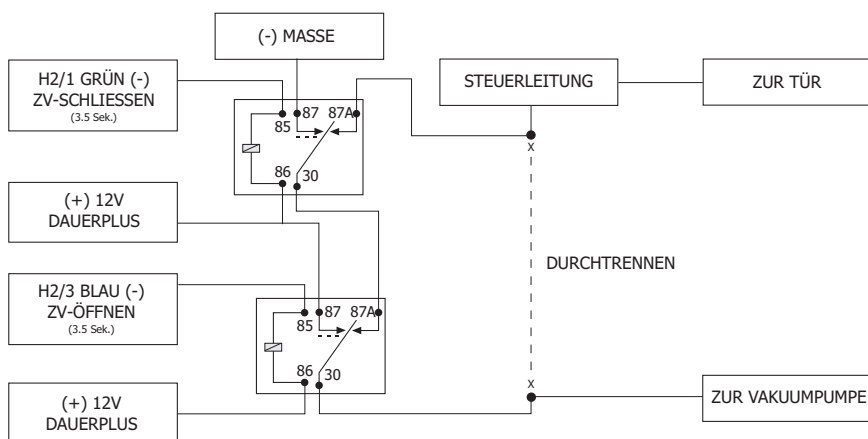 (-) MASSE
H2/1 GRÜN (-)
ZV-SCHLIESSEN
(3.5 Sek.)
STEUERLEITUNG
ZUR TÜR
87 87A
85
86
30
X
(+) 12V
DAUERPLUS
DURCHTRENNEN
H2/3 BLAU (-)
ZV-ÖFFNEN
(3.5 Sek.)
87 87A
85
86
30
X
(+) 12V
DAUERPLUS
ZUR VAKUUMPUMPE